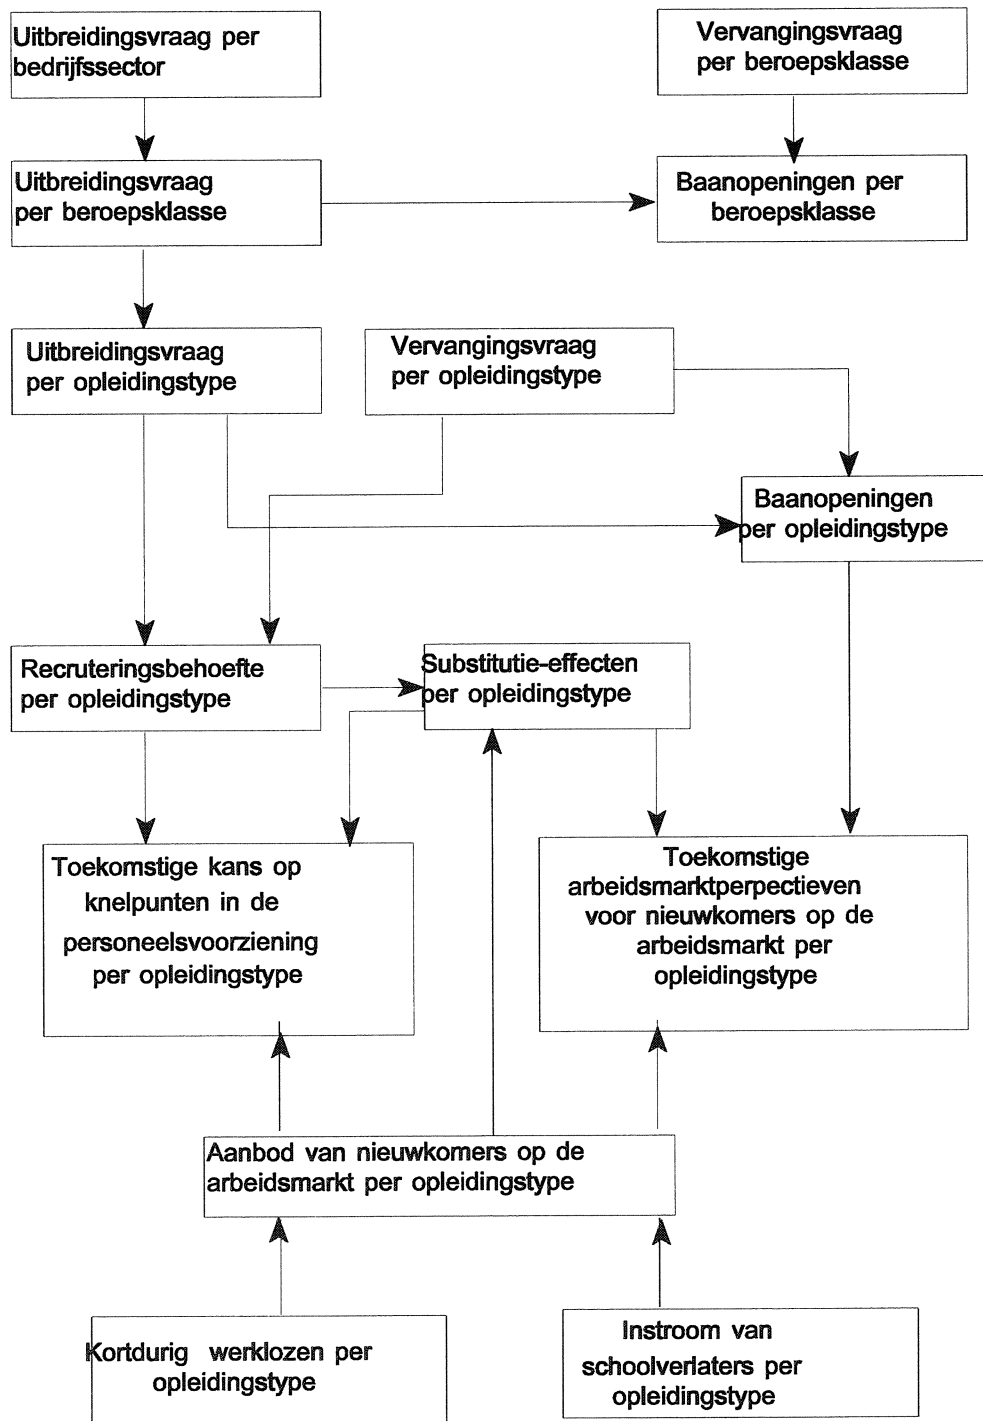 Uitbreidingsvraag per
bedrijfssector
Vervangingsvraag
per beroepsklasse
Uitbreidingsvraag
per beroepsklasse
Baanopeningen per
beroepsklasse
Uitbreidingsvraag
per opleidingstype
Vervangingsvraag
per opleidingstype
Baanopeningen
per opleidingstype
Recruteringsbehoefte
per opleidingstype
Substitutie-effecten
per opleidingstype
Toekomstige kans op
knelpunten in de
personeelsvoorziening
per opleidingstype
Toekomstige
arbeidsmarktperpectieven
voor nieuwkomers op de
arbeidsmarkt per
opleidingstype
Aanbod van nieuwkomers op de
arbeidsmarkt per opleidingstype
Kortdurig werklozen per
opleidingstype
Instroom van
schoolverlaters per
opleidingstype